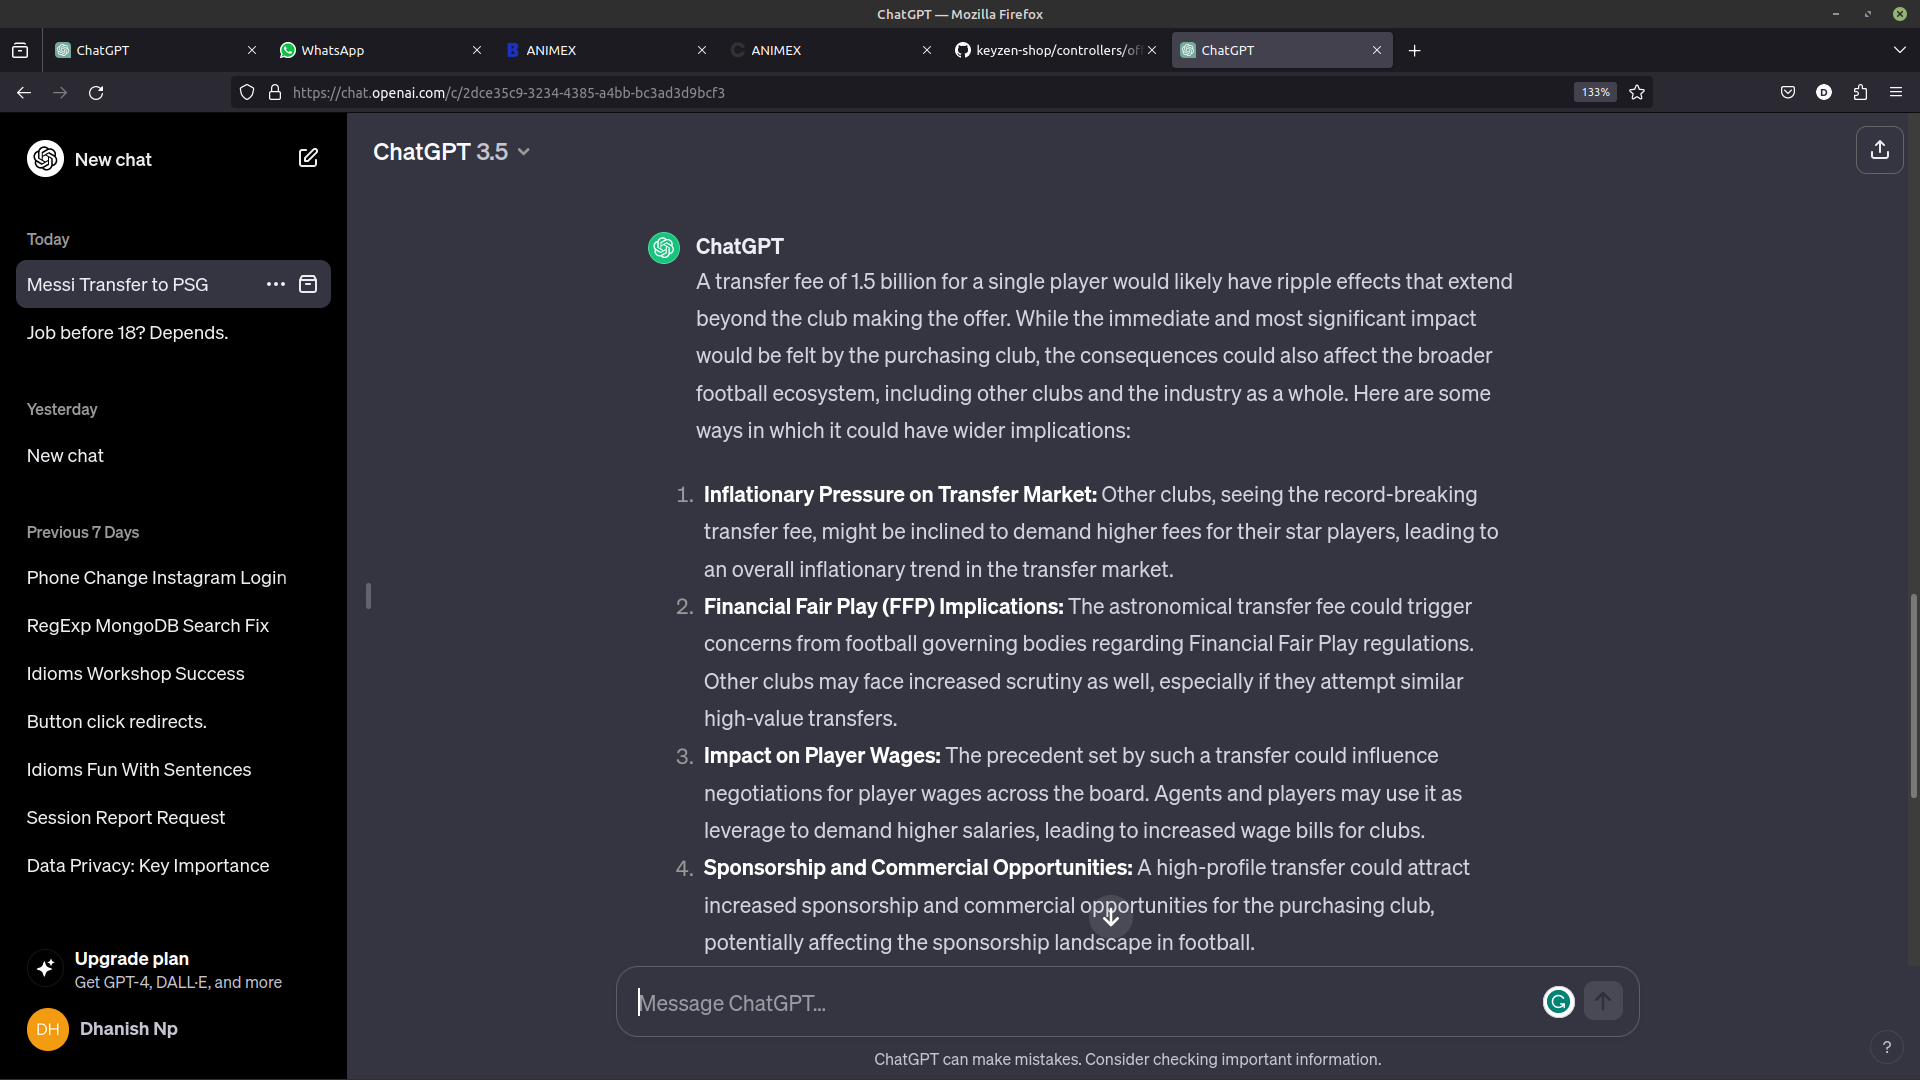 ChatGPT — Mozilla Firefox
ChatGPT
WhatsApp
ANIMEX
ANIMEX
keyzen-shop/controllers/of
ChatGPT
https://chat.openai.com/c/2dce35c9-3234-4385-a4bb-bc3ad3d9bcf3
133%
D
New chat
Today
Messi Transfer to PSG
Job before 18? Depends.
Yesterday
New chat
Previous 7 Days
Phone Change Instagram Login
RegExp MongoDB Search Fix
Idioms Workshop Success
Button click redirects.
Idioms Fun With Sentences
Session Report Request
Data Privacy: Key Importance
Upgrade plan
Get GPT-4, DALL·E, and more
DH
Dhanish Np
ChatGPT 3.5
ChatGPT
A transfer fee of 1.5 billion for a single player would likely have ripple effects that extend
beyond the club making the offer. While the immediate and most significant impact
would be felt by the purchasing club, the consequences could also affect the broader
football ecosystem, including other clubs and the industry as a whole. Here are some
ways in which it could have wider implications:
1. Inflationary Pressure on Transfer Market: Other clubs, seeing the record-breaking
transfer fee, might be inclined to demand higher fees for their star players, leading to
an overall inflationary trend in the transfer market.
2. Financial Fair Play (FFP) Implications: The astronomical transfer fee could trigger
concerns from football governing bodies regarding Financial Fair Play regulations.
Other clubs may face increased scrutiny as well, especially if they attempt similar
high-value transfers.
3. Impact on Player Wages: The precedent set by such a transfer could influence
negotiations for player wages across the board. Agents and players may use it as
leverage to demand higher salaries, leading to increased wage bills for clubs.
4. Sponsorship and Commercial Opportunities: A high-profile transfer could attract
increased sponsorship and commercial opportunities for the purchasing club,
potentially affecting the sponsorship landscape in football.
Message ChatGPT...
ChatGPT can make mistakes. Consider checking important information.
?